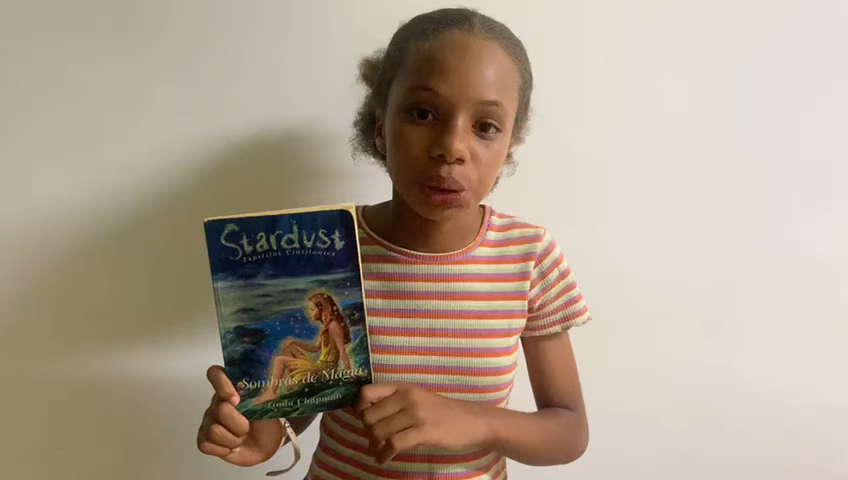 Stardust
Espíritos Cintilantes
Sombras de Magia
Linda Chapman